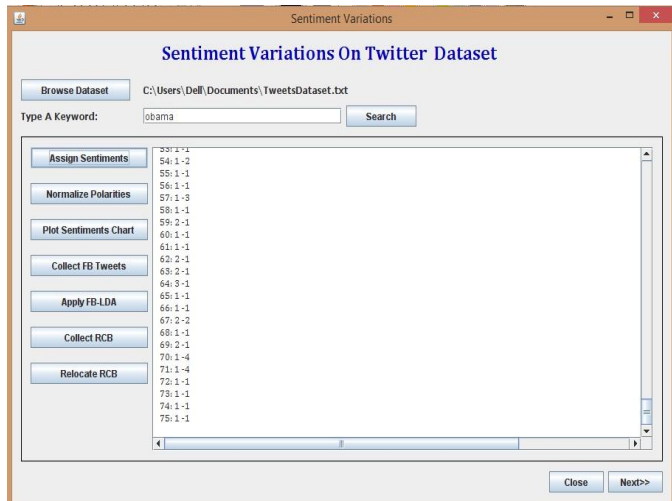 Sentiment Variations
Sentiment Variations On Twitter Dataset
Browse Dataset
C:\Users\Dell\Documents\TweetsDataset.txt
Type A Keyword:
obama
Search
Assign Sentiments
Normalize Polarities
Plot Sentiments Chart
Collect FB Tweets
Apply FB-LDA
Collect RCB
Relocate RCB
53: 1 -1
54: 1 -2
55: 1 -1
56: 1 -1
57: 1 -3
58: 1 -1
59: 2 -1
60: 1 -1
61: 1 -1
62: 2 -1
63: 2 -1
64: 3 -1
65: 1 -1
66: 1 -1
67: 2 -2
68: 1 -1
69: 2 -1
70: 1 -4
71: 1 -4
72: 1 -1
73: 1 -1
74: 1 -1
75: 1 -1
Close
Next>>